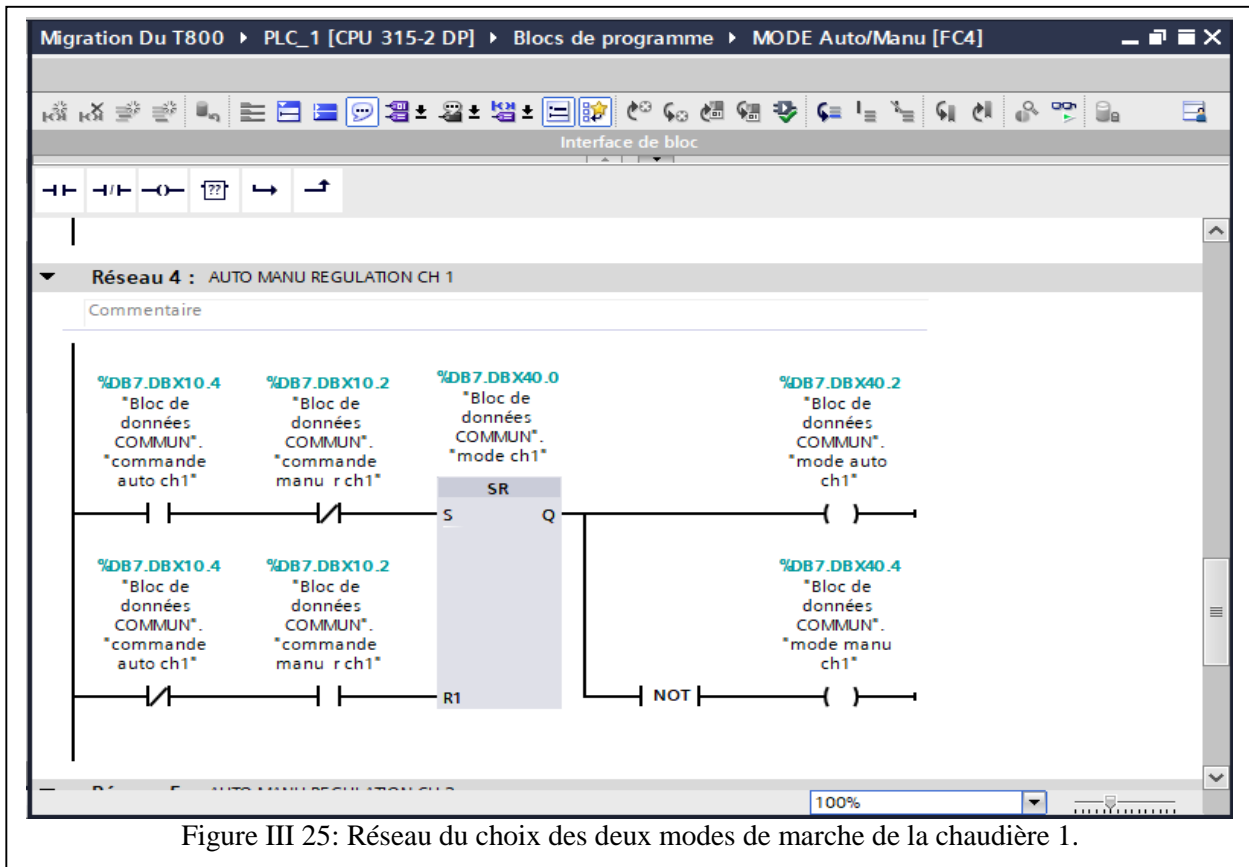 Migration Du T800 ▸ PLC_1 [CPU 315-2 DP] ▸ Blocs de programme ▸ MODE Auto/Manu [FC4]
Interface de bloc
??
Réseau 4 : AUTO MANU REGULATION CH 1
Commentaire
%DB7.DBX10.4
"Bloc de
données
COMMUN".
"commande
auto ch1"
%DB7.DBX10.2
"Bloc de
données
COMMUN".
"commande
manu r ch1"
%DB7.DBX40.0
"Bloc de
données
COMMUN".
"mode ch1"
%DB7.DBX40.2
"Bloc de
données
COMMUN".
"mode auto
ch1"
SR
S Q
%DB7.DBX10.4
"Bloc de
données
COMMUN".
"commande
auto ch1"
%DB7.DBX10.2
"Bloc de
données
COMMUN".
"commande
manu r ch1"
%DB7.DBX40.4
"Bloc de
données
COMMUN".
"mode manu
ch1"
R1
NOT
100%
Figure III 25: Réseau du choix des deux modes de marche de la chaudière 1.